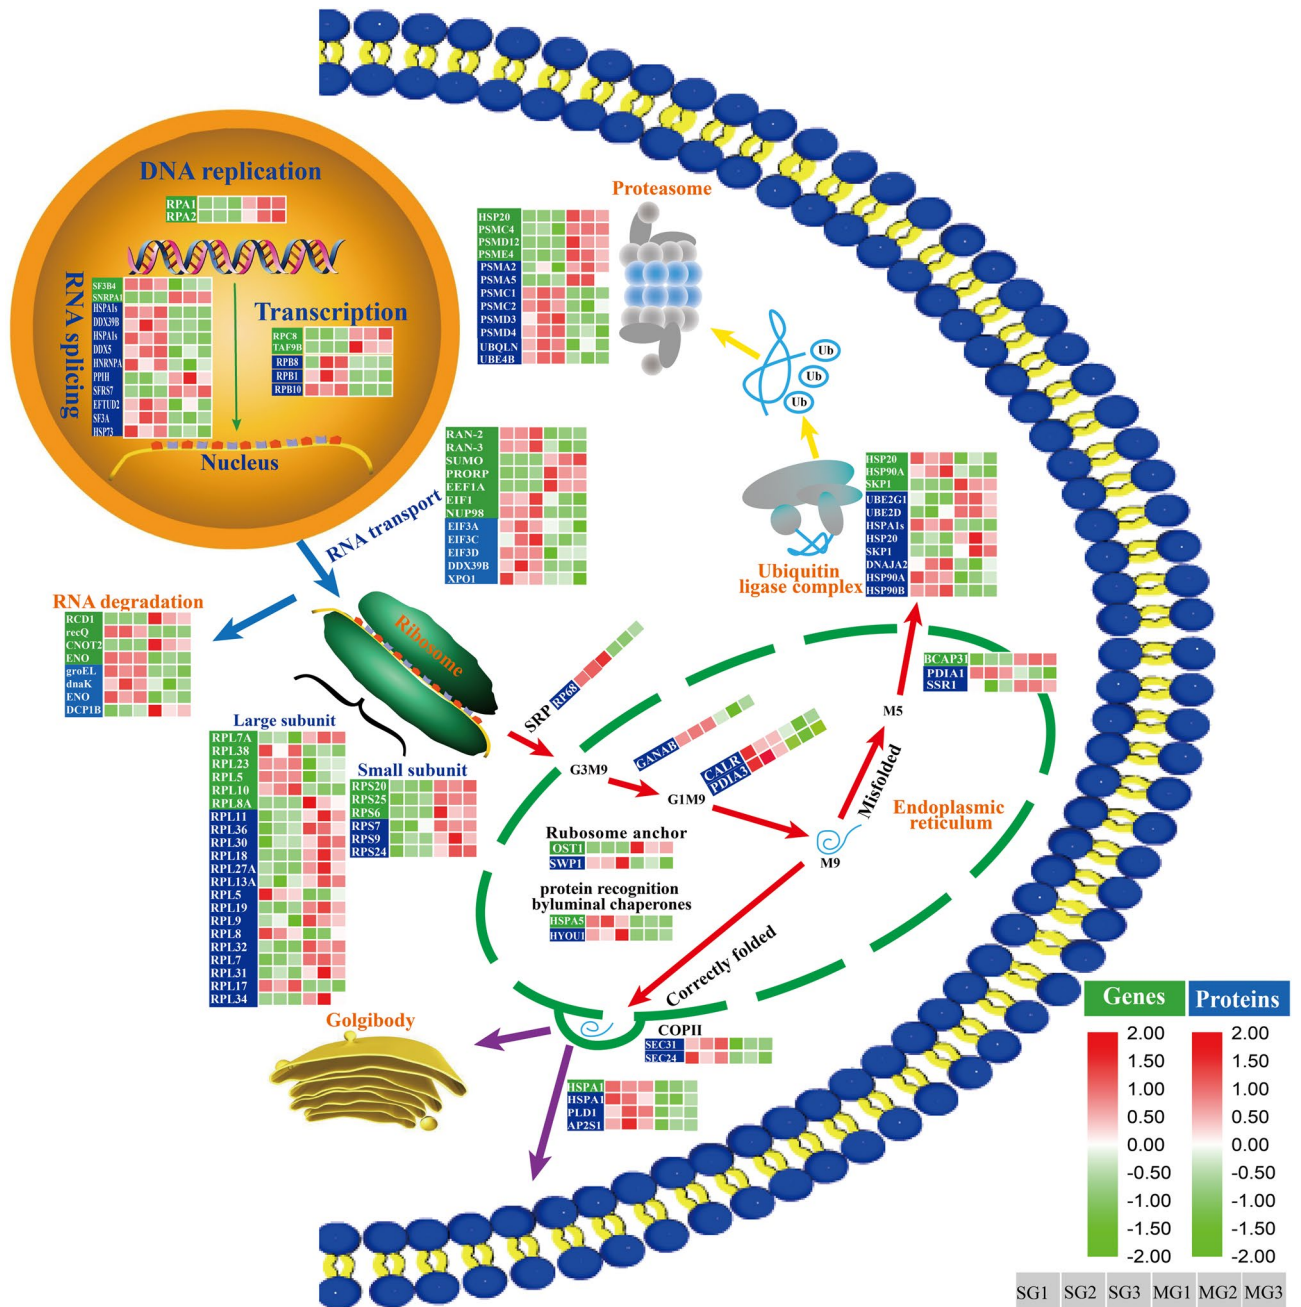 DNA replication
RPA1
RPA2
RNA splicing
SF3B4
SNRPA1
HSPA1s
DDX39B
HSPA1s
DDX5
HNRNPA
PPIH
SFRS7
EFTUD2
SF3A
HSP73
Transcription
RPC8
TAF9B
RPB8
RPB1
RPB10
Nucleus
Proteasome
HSP20
PSMC4
PSMD12
PSME4
PSMA2
PSMA5
PSMC1
PSMC2
PSMD3
PSMD4
UBQLN
UBE4B
Ub
Ub
Ub
RNA transport
RAN-2
RAN-3
SUMO
PRORP
EEF1A
EIF1
NUP98
EIF3A
EIF3C
EIF3D
DDX39B
XPO1
Ubiquitin
ligase complex
HSP20
HSP90A
SKP1
UBE2G1
UBE2D
HSPA1s
HSP20
SKP1
DNAJA2
HSP90A
HSP90B
RNA degradation
RCD1
recQ
CNOT2
ENO
groEL
dnaK
ENO
DCP1B
Ribosome
Large subunit
RPL7A
RPL38
RPL23
RPL5
RPL10
RPL8A
RPL11
RPL36
RPL30
RPL18
RPL27A
RPL13A
RPL5
RPL19
RPL9
RPL8
RPL32
RPL7
RPL31
RPL17
RPL34
Small subunit
RPS20
RPS25
RPS6
RPS7
RPS9
RPS24
SRP
RP68
G3M9
GANAB
G1M9
CALR
PDIA3
M9
Misfolded
M5
BCAP31
PDIA1
SSR1
Endoplasmic
reticulum
Rubosome anchor
OST1
SWP1
protein recognition
byluminal chaperones
HSPA5
HYOU1
Correctly folded
COPII
SEC31
SEC24
Golgibody
HSPA1
HSPA1
PLD1
AP2S1
Genes Proteins
2.00 2.00
1.50 1.50
1.00 1.00
0.50 0.50
0.00 0.00
-0.50 -0.50
-1.00 -1.00
-1.50 -1.50
-2.00 -2.00
SG1 SG2 SG3 MG1 MG2 MG3